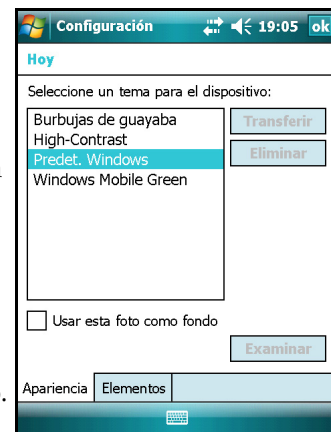 Configuración 19:05 ok
Hoy
Seleccione un tema para el dispositivo:
Burbujas de guayaba
High-Contrast
Predet. Windows
Windows Mobile Green
Transferir
Eliminar
Usar esta foto como fondo
Examinar
Apariencia Elementos